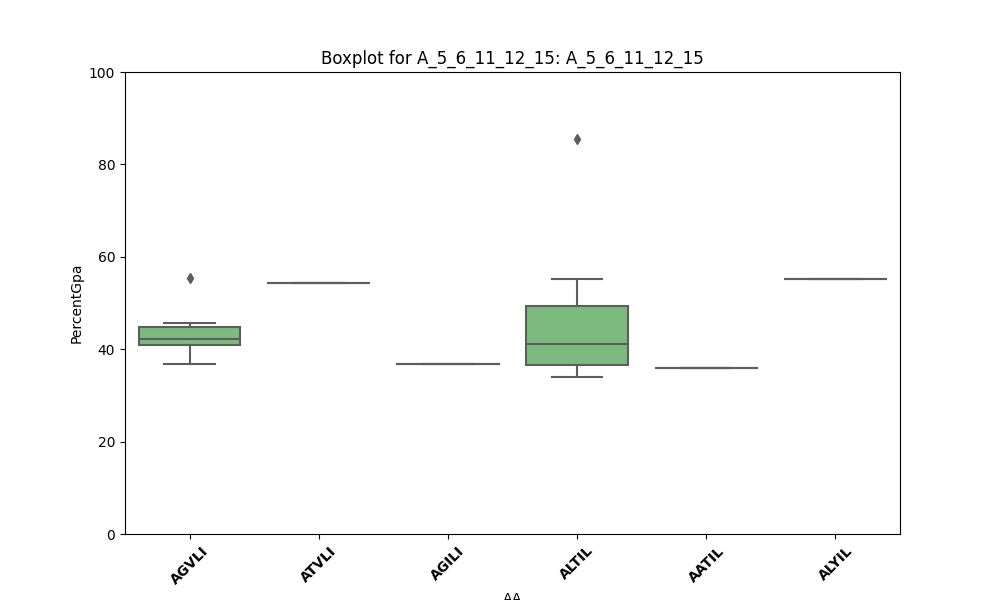 Boxplot for A_5_6_11_12_15: A_5_6_11_12_15
100
80
60
40
20
0
PercentGpa
AGVLI
ATVLI
AGILI
ALTIL
AATIL
ALYIL
AA